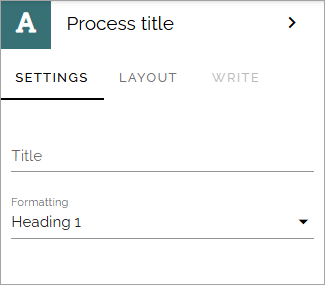 A Process title
SETTINGS LAYOUT WRITE
Title
Formatting
Heading 1